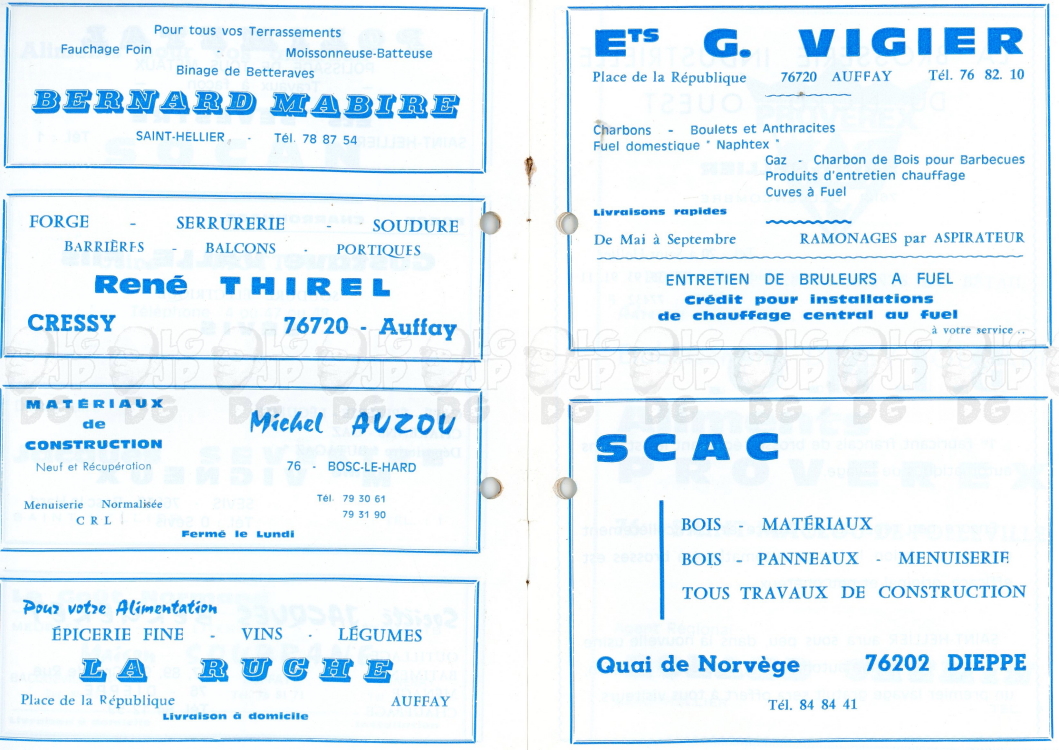 Pour tous vos Terrassements
Fauchage Foin - Moissonneuse-Batteuse
Binage de Betteraves
BERNARD MABIRE
SAINT-HELLIER - Tél. 78 87 54
FORGE - SERRURERIE - SOUDURE
BARRIÈRES - BALCONS - PORTIQUES
René THIREL
CRESSY 76720 - Auffay
MATÉRIAUX
de
CONSTRUCTION
Neuf et Récupération
Menuiserie Normalisée
C R L
Michel AUZOU
76 - BOSC-LE-HARD
Tél. 79 30 61
79 31 90
Fermé le Lundi
Pour votre Alimentation
ÉPICERIE FINE - VINS - LÉGUMES
LA RUCHE
Place de la République AUFFAY
Livraison à domicile
ETS G. VIGIER
Place de la République 76720 AUFFAY Tél. 76 82. 10
Charbons - Boulets et Anthracites
Fuel domestique " Naphtex "
Gaz - Charbon de Bois pour Barbecues
Produits d'entretien chauffage
Cuves à Fuel
Livraisons rapides
De Mai à Septembre RAMONAGES par ASPIRATEUR
ENTRETIEN DE BRULEURS A FUEL
Crédit pour installations
de chauffage central au fuel
à votre service ..
SCAC
BOIS - MATÉRIAUX
BOIS - PANNEAUX - MENUISERIE
TOUS TRAVAUX DE CONSTRUCTION
Quai de Norvège 76202 DIEPPE
Tél. 84 84 41
LG JP DG